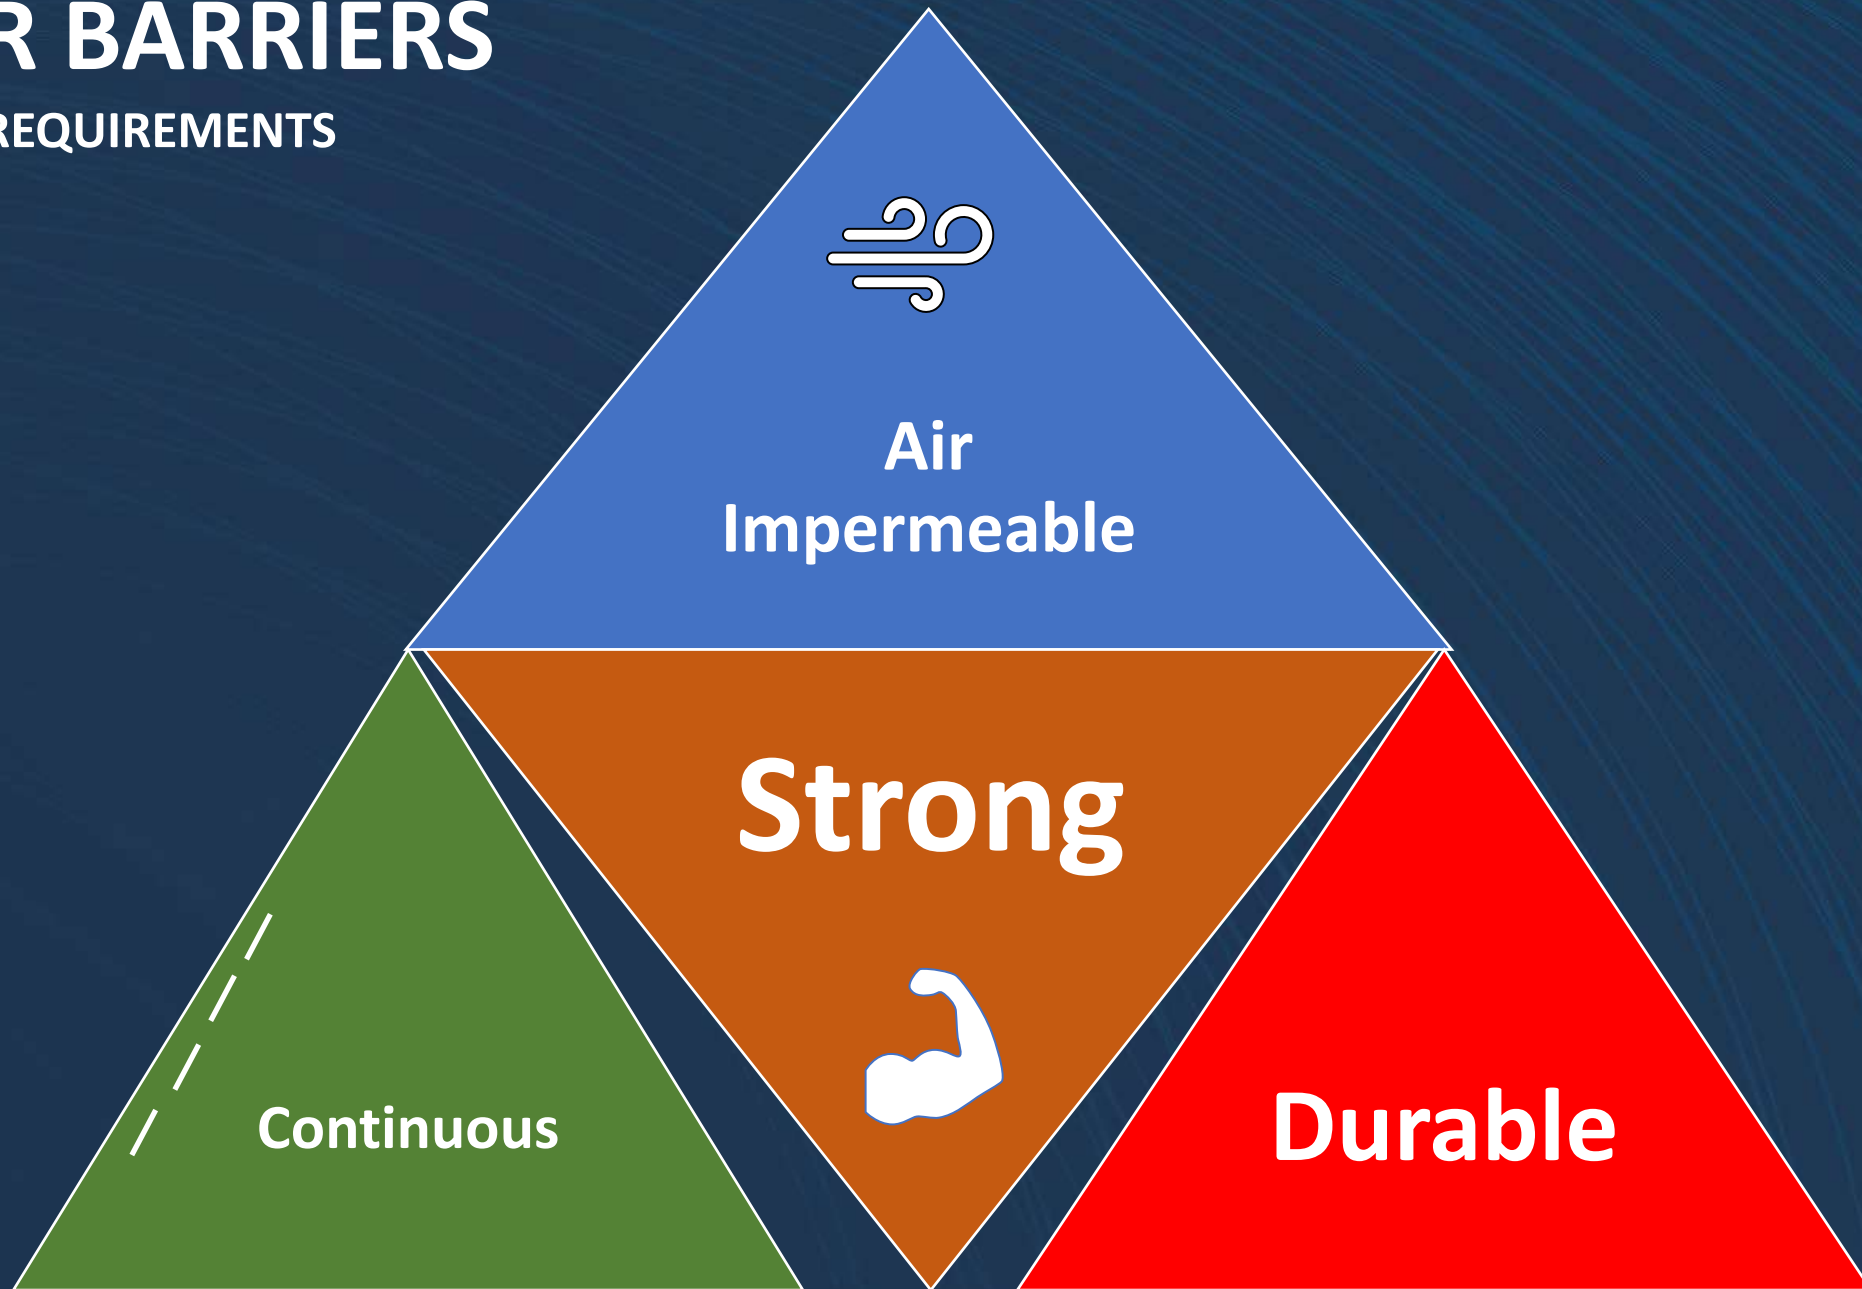 R BARRIERS
REQUIREMENTS
Air
Impermeable
Strong
Continuous
Durable